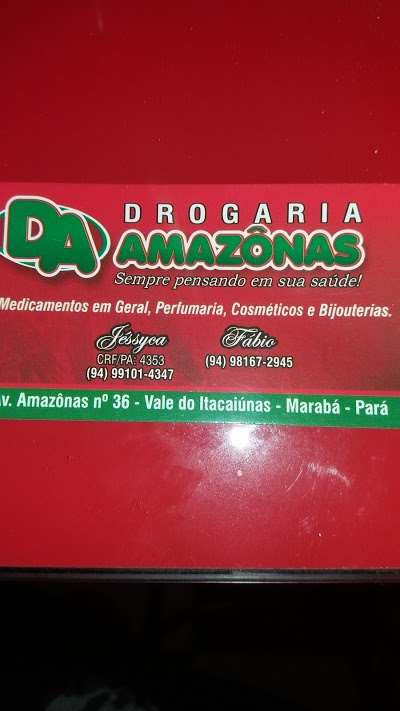 DA DROGARIA
AMAZÔNAS
Sempre pensando em sua saúde!
Medicamentos em Geral, Perfumaria, Cosméticos e Bijouterias.
Jéssyca Fábio
CRF/PA: 4353 (94) 98167-2945
(94) 99101-4347
Av. Amazônas nº 36 - Vale do Itacaiúnas - Marabá - Pará